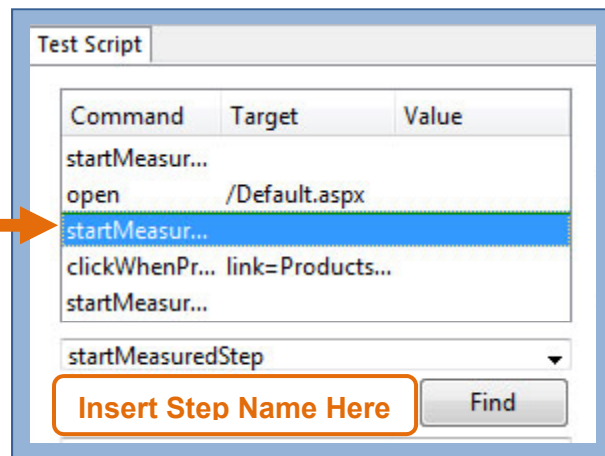 Test Script
Command Target Value
startMeasur...
open /Default.aspx
startMeasur...
clickWhenPr... link=Products...
startMeasur...
startMeasuredStep
Insert Step Name Here Find